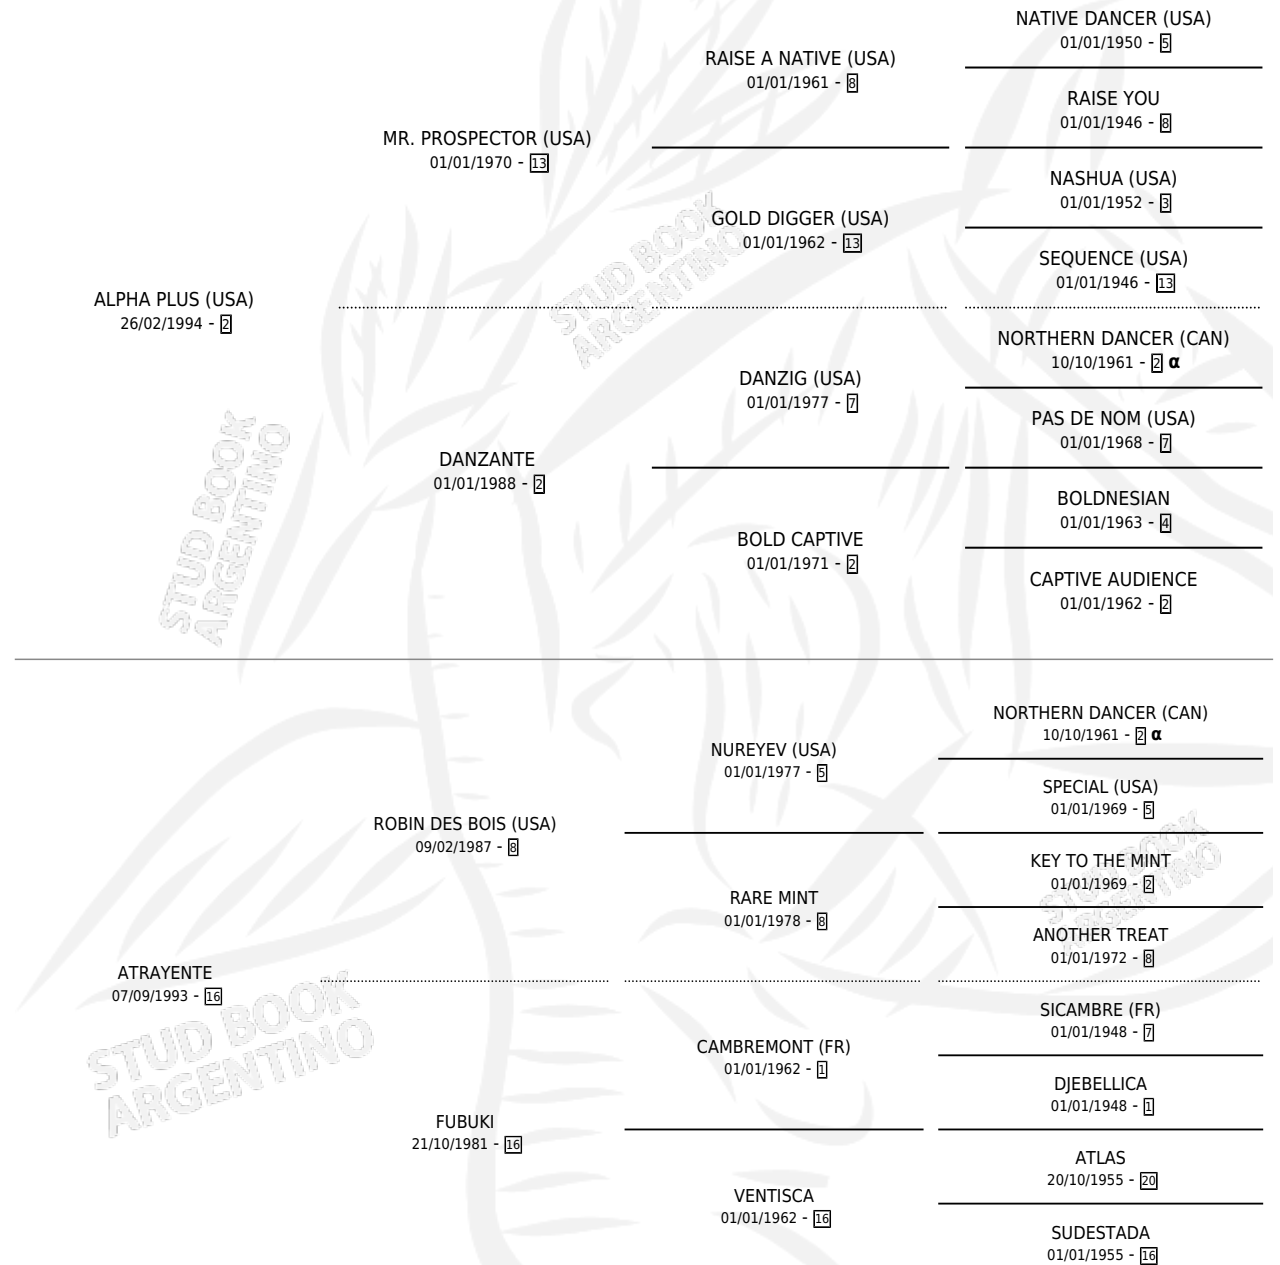 NATIVE DANCER (USA)
01/01/1950 - 5
RAISE A NATIVE (USA)
01/01/1961 - 8
RAISE YOU
01/01/1946 - 8
MR. PROSPECTOR (USA)
01/01/1970 - 13
NASHUA (USA)
01/01/1952 - 3
GOLD DIGGER (USA)
01/01/1962 - 13
SEQUENCE (USA)
01/01/1946 - 13
ALPHA PLUS (USA)
26/02/1994 - 2
NORTHERN DANCER (CAN)
10/10/1961 - 2 α
DANZIG (USA)
01/01/1977 - 7
PAS DE NOM (USA)
01/01/1968 - 7
DANZANTE
01/01/1988 - 2
BOLDNESIAN
01/01/1963 - 4
BOLD CAPTIVE
01/01/1971 - 2
CAPTIVE AUDIENCE
01/01/1962 - 2
NORTHERN DANCER (CAN)
10/10/1961 - 2 α
NUREYEV (USA)
01/01/1977 - 5
SPECIAL (USA)
01/01/1969 - 5
ROBIN DES BOIS (USA)
09/02/1987 - 8
KEY TO THE MINT
01/01/1969 - 2
RARE MINT
01/01/1978 - 8
ANOTHER TREAT
01/01/1972 - 8
ATRAYENTE
07/09/1993 - 16
SICAMBRE (FR)
01/01/1948 - 7
CAMBREMONT (FR)
01/01/1962 - 1
DJEBELLICA
01/01/1948 - 1
FUBUKI
21/10/1981 - 16
ATLAS
20/10/1955 - 20
VENTISCA
01/01/1962 - 16
SUDESTADA
01/01/1955 - 16
STUD BOOK
ARGENTINO
STUD BOOK
ARGENTINO
STUD BOOK
ARGENTINO
STUD BOOK
ARGENTINO